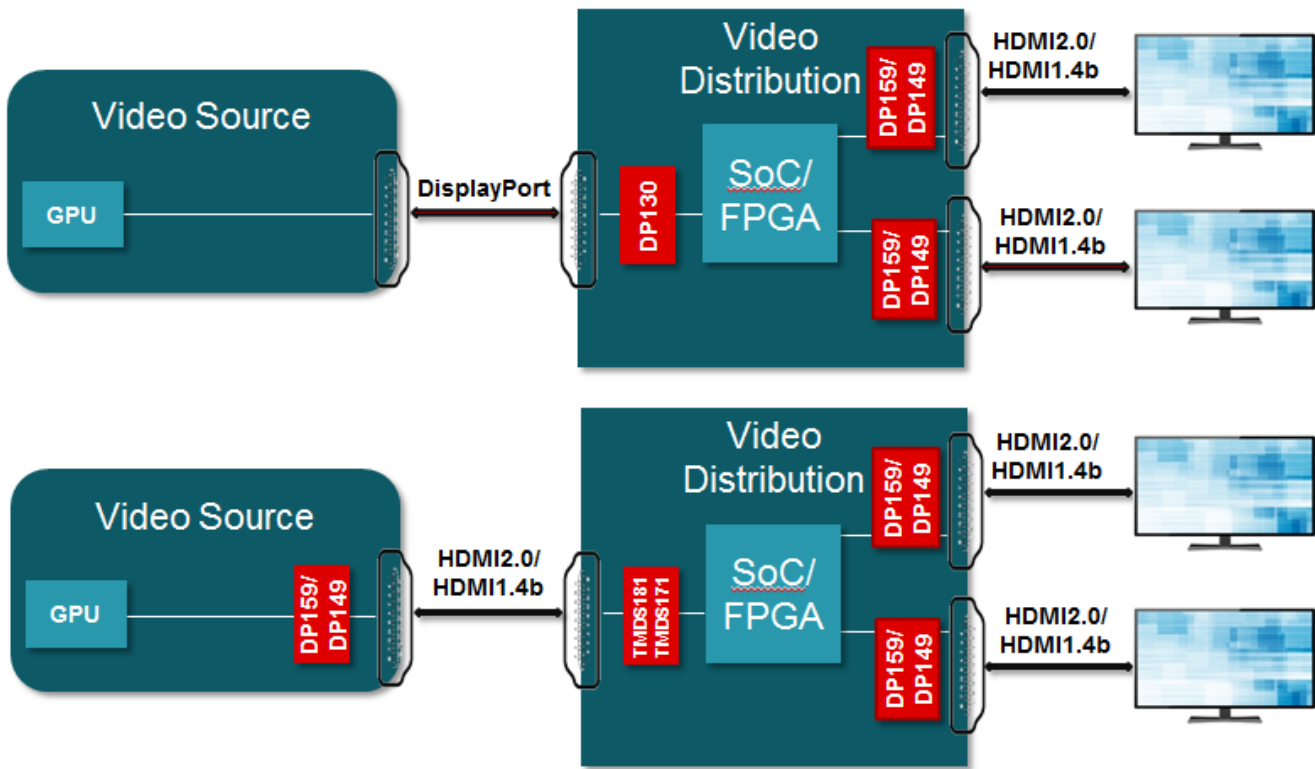 Video Source
GPU
DisplayPort
Video
Distribution
DP130
SoC/
FPGA
DP159/
DP149
DP159/
DP149
HDMI2.0/
HDMI1.4b
HDMI2.0/
HDMI1.4b
Video Source
GPU
DP159/
DP149
HDMI2.0/
HDMI1.4b
Video
Distribution
TMDS181
TMDS171
SoC/
FPGA
DP159/
DP149
DP159/
DP149
HDMI2.0/
HDMI1.4b
HDMI2.0/
HDMI1.4b